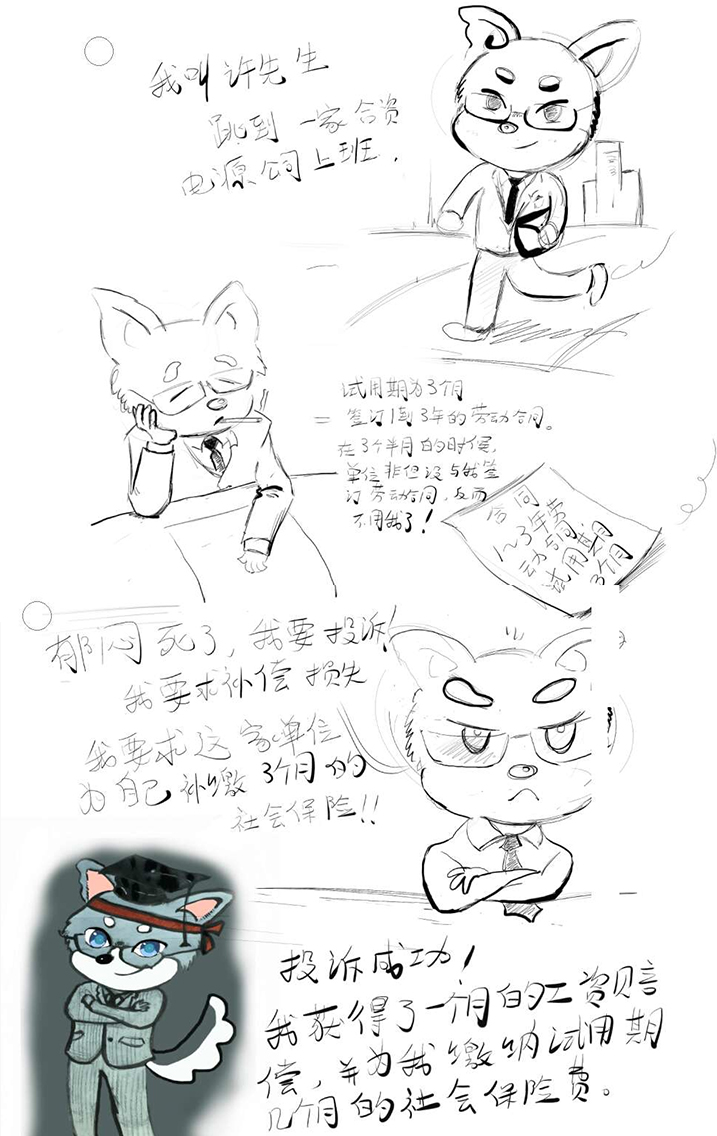 我叫许先生
跳到一家合资
电源公司上班.
试用期为3个月
签订1到3年的劳动合同。
在3个半月的时候,
单位非但没与我签
订劳动合同,反而
不用我了!
合同
1~3年劳
动合同
试用期
3个月
郁闷死了,我要投诉!
我要求补偿损失
我要求这家单位
为自己补缴3个月的
社会保险!!
投诉成功!
我获得了一个月的工资赔
偿,并为我缴纳试用期
几个月的社会保险费。